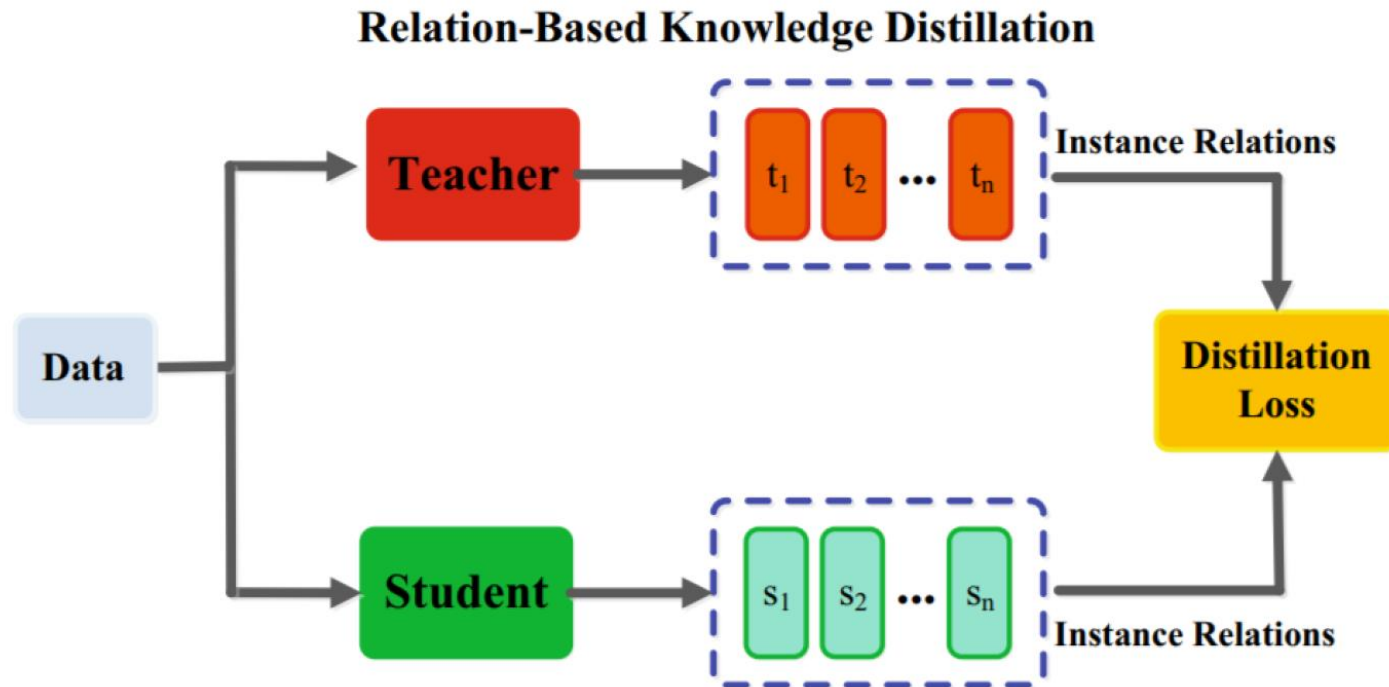 Relation-Based Knowledge Distillation
Teacher
t₁ t₂ ... tₙ
Instance Relations
Data
Distillation
Loss
Student
s₁ s₂ ... sₙ
Instance Relations